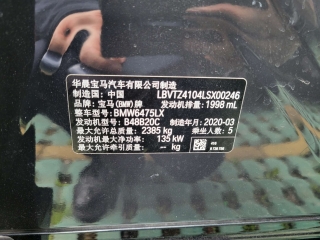 华晨宝马汽车有限公司制造
制造国: 中国 LBVTZ4104LSX00246
品牌: 宝马(BMW)牌 发动机排量: 1998 mL
整车型号: BMW6475LX
发动机型号: B48B20C 制造年月: 2020-03
最大允许总质量: 2385 kg 乘坐人数: 5
发动机最大净功率: 135 kW
最大允许牵引质量: - kg